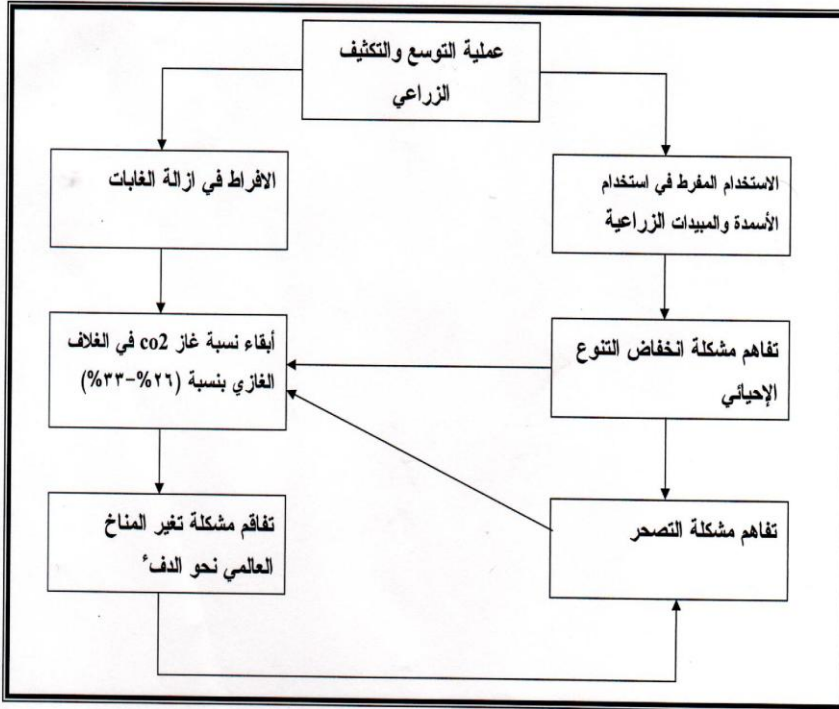 عملية التوسع والتكثيف
الزراعي
الاستخدام المفرط في استخدام
الأسمدة والمبيدات الزراعية
الافراط في ازالة الغابات
تفاهم مشكلة انخفاض التنوع
الإحيائي
أبقاء نسبة غاز co2 في الغلاف
الغازي بنسبة (٢٦%-٣٣%)
تفاهم مشكلة التصحر
تفاقم مشكلة تغير المناخ
العالمي نحو الدفء